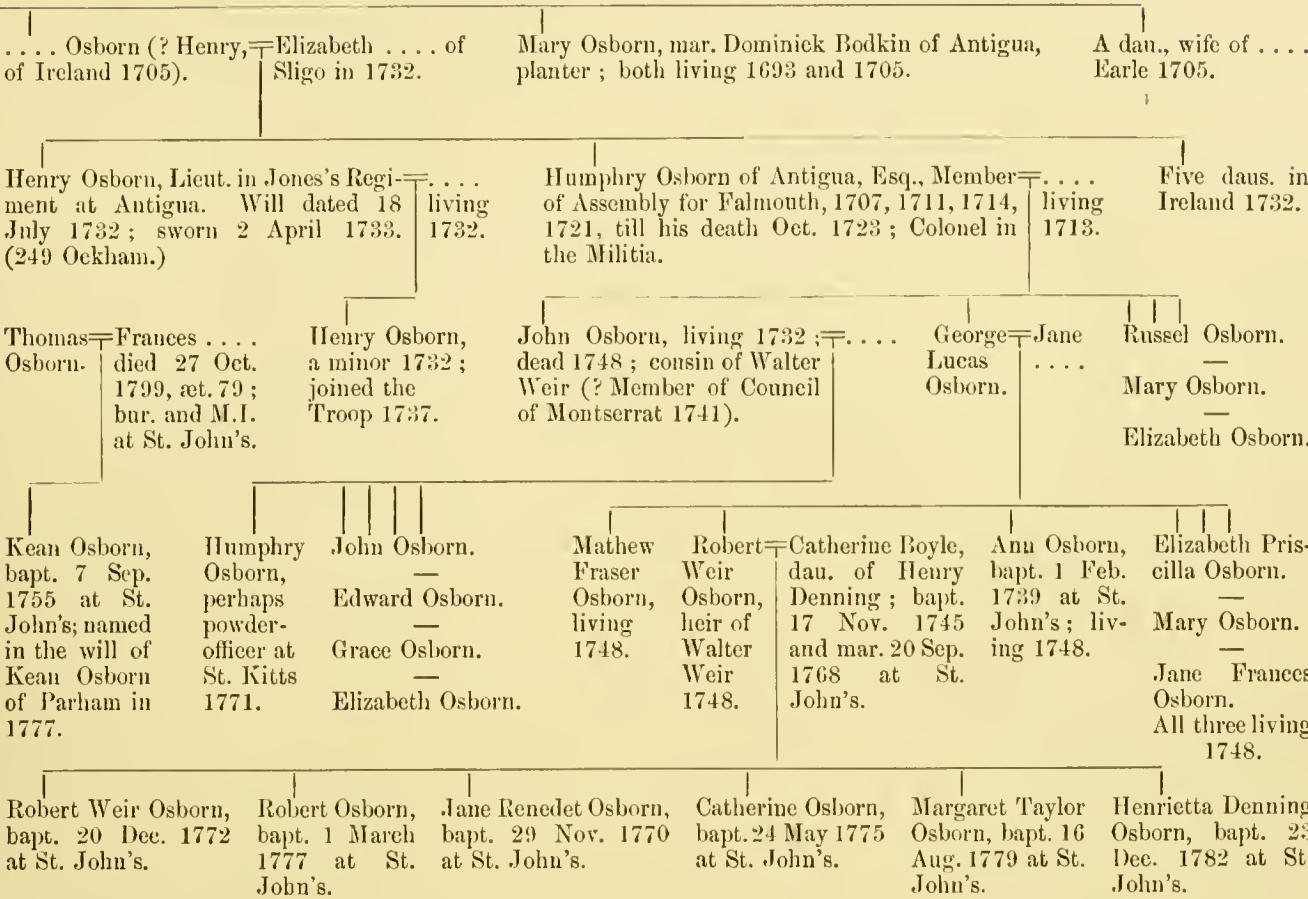 .... Osborn (? Henry,=Elizabeth .... of
of Ireland 1705). Sligo in 1732.
Mary Osborn, mar. Dominick Bodkin of Antigua,
planter ; both living 1693 and 1705.
A dau., wife of ....
Earle 1705.
Henry Osborn, Lieut. in Jones's Regi-=....
ment at Antigua. Will dated 18 living
July 1732 ; sworn 2 April 1733. 1732.
(249 Ockham.)
Humphry Osborn of Antigua, Esq., Member=....
of Assembly for Falmouth, 1707, 1711, 1714, living
1721, till his death Oct. 1723 ; Colonel in 1713.
the Militia.
Five daus. in
Ireland 1732.
Thomas=Frances ....
Osborn. died 27 Oct.
1799, æt. 79 ;
bur. and M.I.
at St. John's.
Henry Osborn,
a minor 1732 ;
joined the
Troop 1737.
John Osborn, living 1732 ;=....
dead 1748 ; cousin of Walter
Weir (? Member of Council
of Montserrat 1741).
George=Jane
Lucas ....
Osborn.
Russel Osborn.
—
Mary Osborn.
—
Elizabeth Osborn.
Kean Osborn,
bapt. 7 Sep.
1755 at St.
John's; named
in the will of
Kean Osborn
of Parham in
1777.
Humphry
Osborn,
perhaps
powder-
officer at
St. Kitts
1771.
John Osborn.
—
Edward Osborn.
—
Grace Osborn.
—
Elizabeth Osborn.
Mathew
Fraser
Osborn,
living
1748.
Robert=Catherine Boyle,
Weir dau. of Henry
Osborn, Denning ; bapt.
heir of 17 Nov. 1745
Walter and mar. 20 Sep.
Weir 1768 at St.
1748. John's.
Ann Osborn,
bapt. 1 Feb.
1739 at St.
John's ; liv-
ing 1748.
Elizabeth Pris-
cilla Osborn.
—
Mary Osborn.
—
Jane Frances
Osborn.
All three living
1748.
Robert Weir Osborn,
bapt. 20 Dec. 1772
at St. John's.
Robert Osborn,
bapt. 1 March
1777 at St.
John's.
Jane Renedet Osborn,
bapt. 29 Nov. 1770
at St. John's.
Catherine Osborn,
bapt. 24 May 1775
at St. John's.
Margaret Taylor
Osborn, bapt. 16
Aug. 1779 at St.
John's.
Henrietta Denning
Osborn, bapt. 23
Dec. 1782 at St
John's.